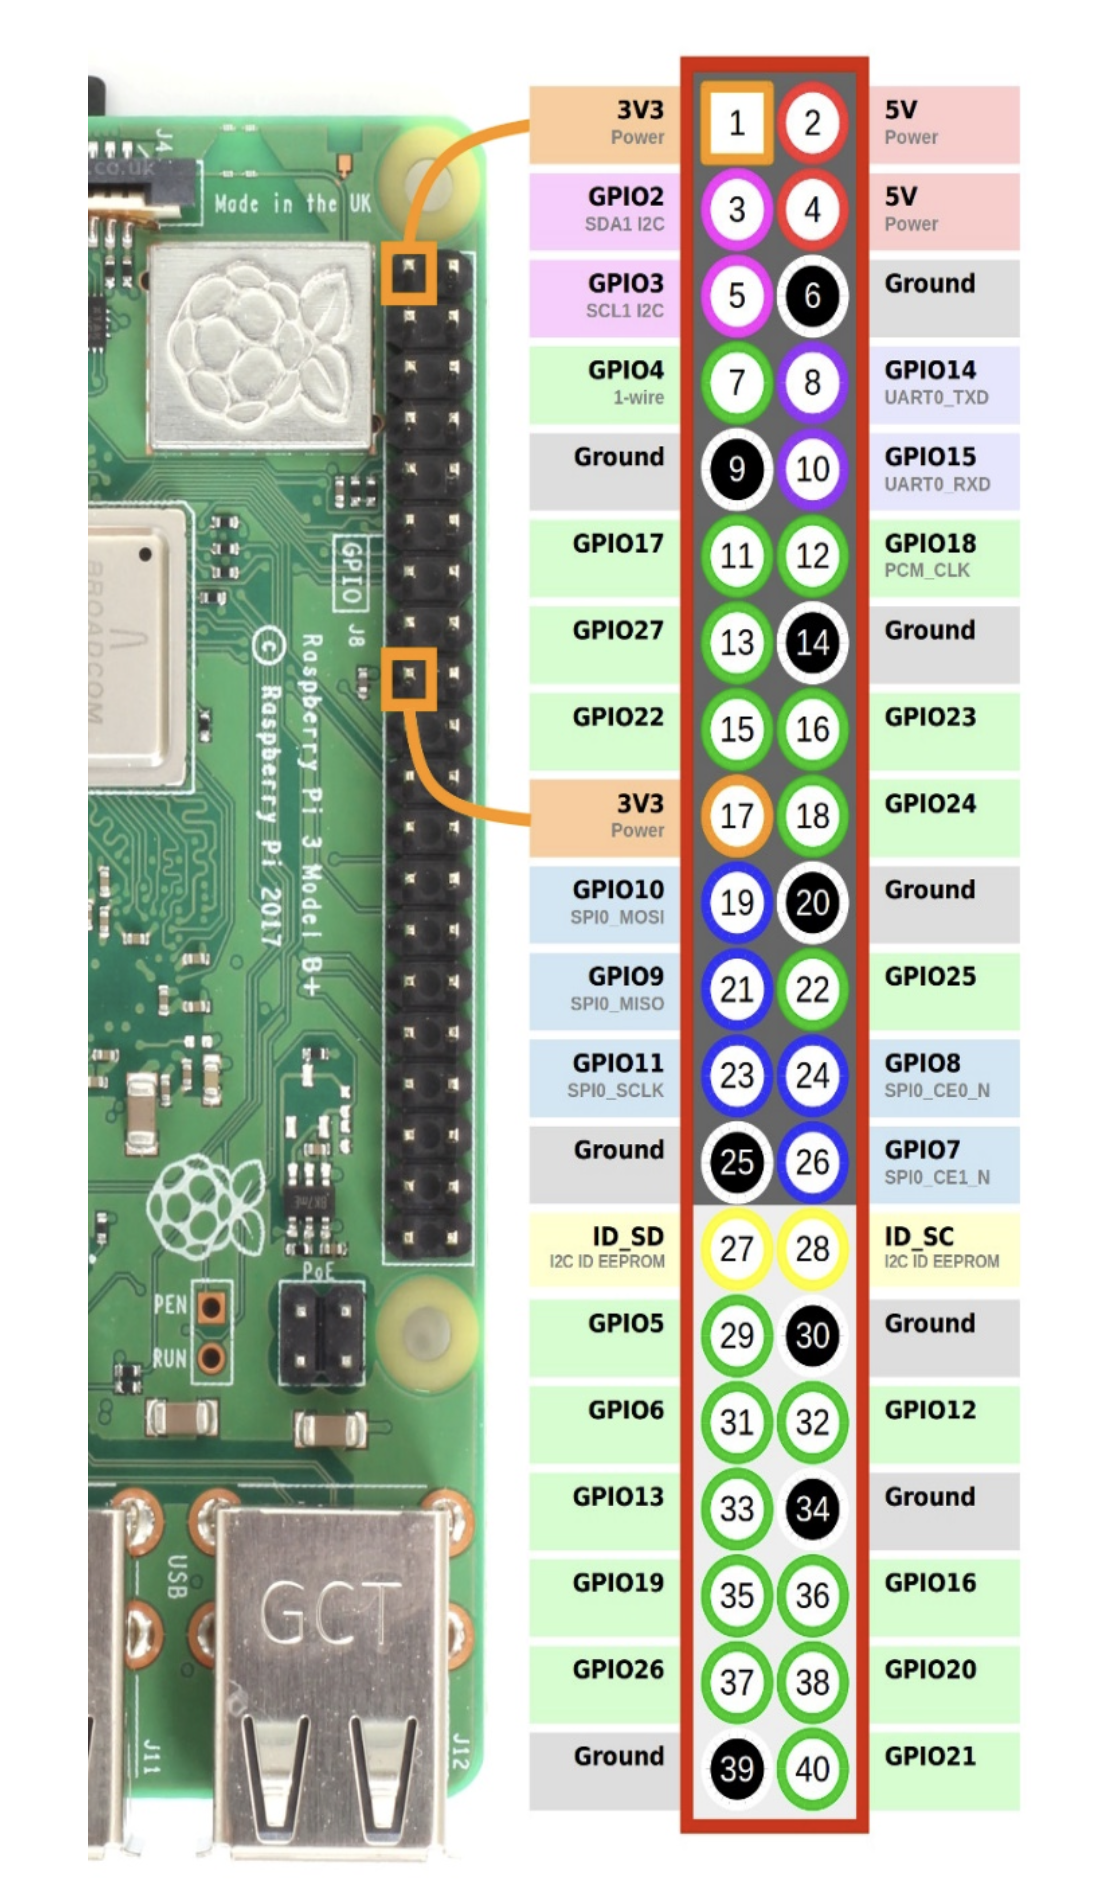 J4
co.uk
Made in the UK
BROADCOM
GPIO
J8
Raspberry Pi 3 Model B+
© Raspberry Pi 2017
PoE
PEN
RUN
USB
GCT
J11
J12
3V3
Power
1
2
5V
Power
GPIO2
SDA1 I2C
3
4
5V
Power
GPIO3
SCL1 I2C
5
6
Ground
GPIO4
1-wire
7
8
GPIO14
UART0_TXD
Ground
9
10
GPIO15
UART0_RXD
GPIO17
11
12
GPIO18
PCM_CLK
GPIO27
13
14
Ground
GPIO22
15
16
GPIO23
3V3
Power
17
18
GPIO24
GPIO10
SPI0_MOSI
19
20
Ground
GPIO9
SPI0_MISO
21
22
GPIO25
GPIO11
SPI0_SCLK
23
24
GPIO8
SPI0_CE0_N
Ground
25
26
GPIO7
SPI0_CE1_N
ID_SD
I2C ID EEPROM
27
28
ID_SC
I2C ID EEPROM
GPIO5
29
30
Ground
GPIO6
31
32
GPIO12
GPIO13
33
34
Ground
GPIO19
35
36
GPIO16
GPIO26
37
38
GPIO20
Ground
39
40
GPIO21